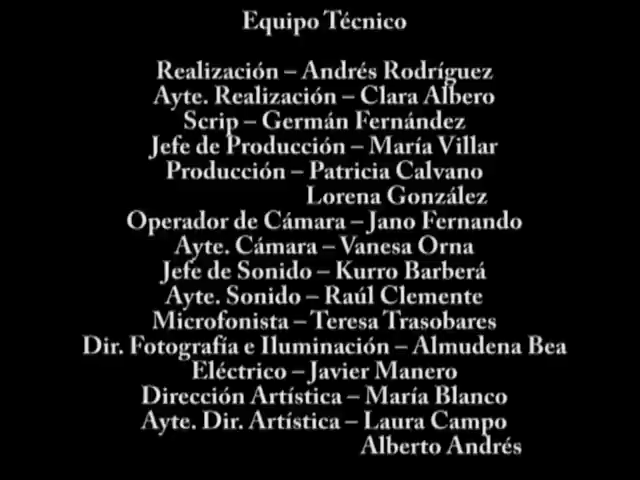 Equipo Técnico
Realización – Andrés Rodríguez
Ayte. Realización – Clara Albero
Scrip – Germán Fernández
Jefe de Producción – María Villar
Producción – Patricia Calvano
Lorena González
Operador de Cámara – Jano Fernando
Ayte. Cámara – Vanesa Orna
Jefe de Sonido – Kurro Barberá
Ayte. Sonido – Raúl Clemente
Microfonista – Teresa Trasobares
Dir. Fotografía e Iluminación – Almudena Bea
Eléctrico – Javier Manero
Dirección Artística – María Blanco
Ayte. Dir. Artística – Laura Campo
Alberto Andrés